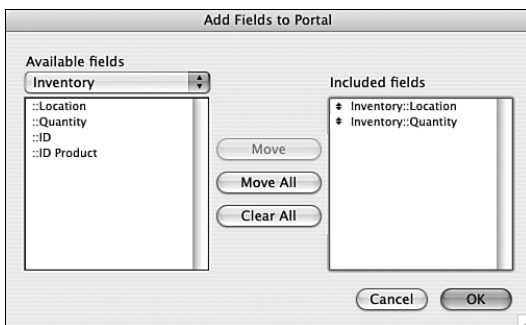 Add Fields to Portal
Available fields
Inventory
::Location
::Quantity
::ID
::ID Product
Move
Move All
Clear All
Included fields
Inventory::Location
Inventory::Quantity
Cancel
OK